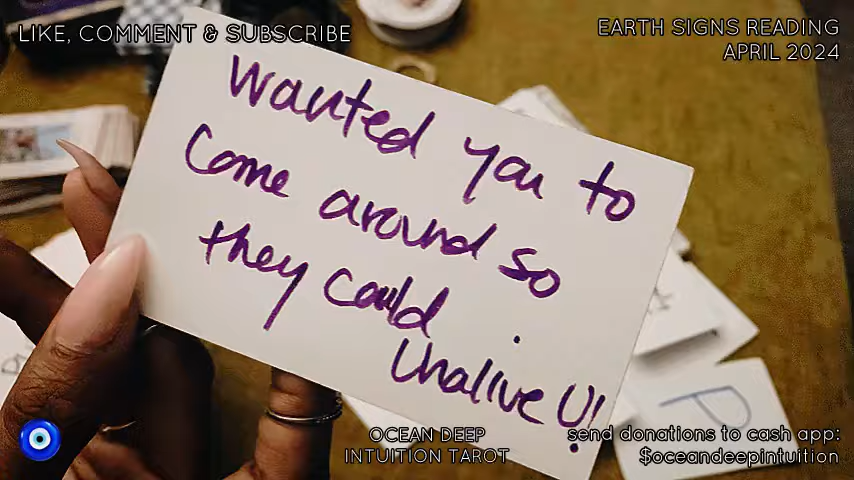 LIKE, COMMENT & SUBSCRIBE
EARTH SIGNS READING
APRIL 2024
Wanted you to
Come around so
they could
Unalive U!
P
OCEAN DEEP
INTUITION TAROT
send donations to cash app:
$oceandeepintuition